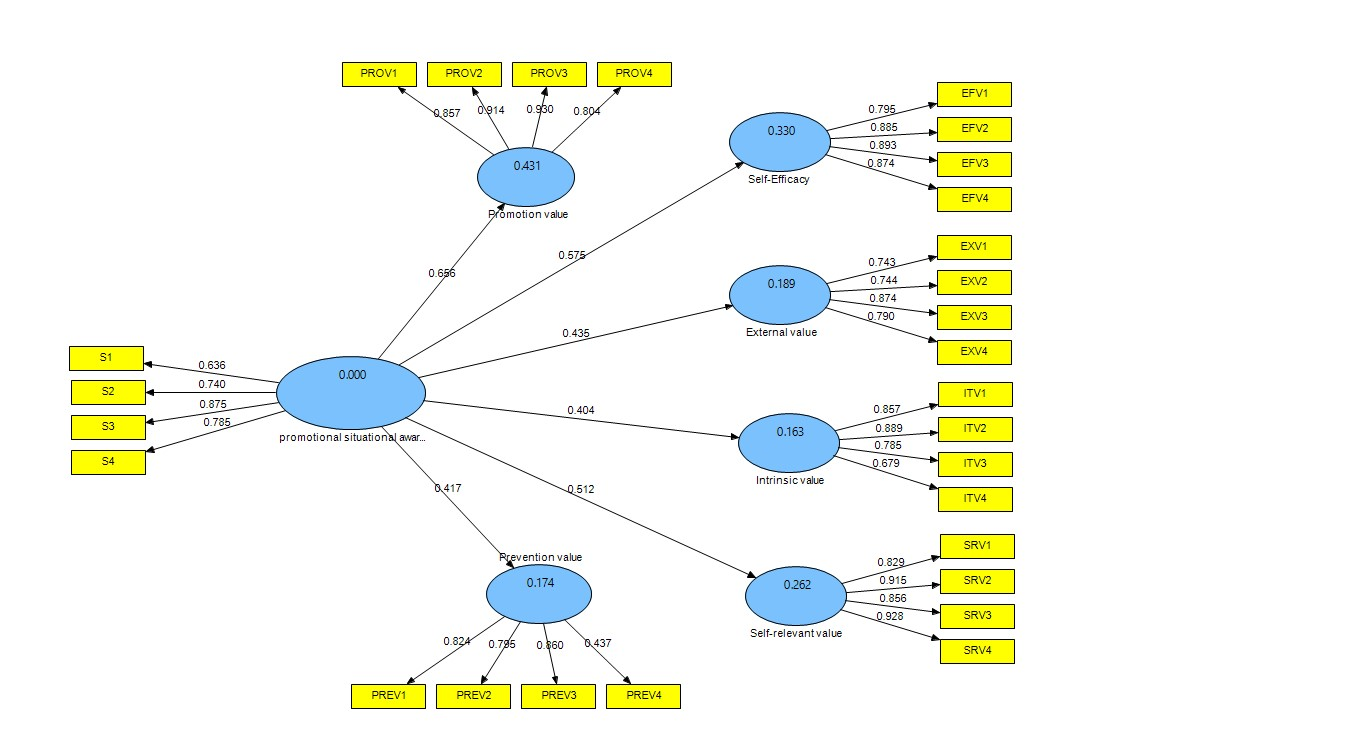 PROV1 PROV2 PROV3 PROV4
0.857 0.914 0.930 0.804
0.431
Promotion value
EFV1
0.795
EFV2
0.885
0.330
0.893
EFV3
0.874
Self-Efficacy
EFV4
0.656
0.575
EXV1
0.743
EXV2
0.744
0.189
0.874
EXV3
0.790
External value
EXV4
0.435
S1
0.636
S2
0.740
0.000
0.875
S3
0.785
promotional situational awar...
S4
0.404
ITV1
0.857
ITV2
0.889
0.163
0.785
ITV3
0.679
Intrinsic value
ITV4
0.417
0.512
SRV1
0.829
SRV2
0.915
0.262
0.856
SRV3
0.928
Self-relevant value
SRV4
Prevention value
0.174
0.824 0.795 0.860 0.437
PREV1 PREV2 PREV3 PREV4